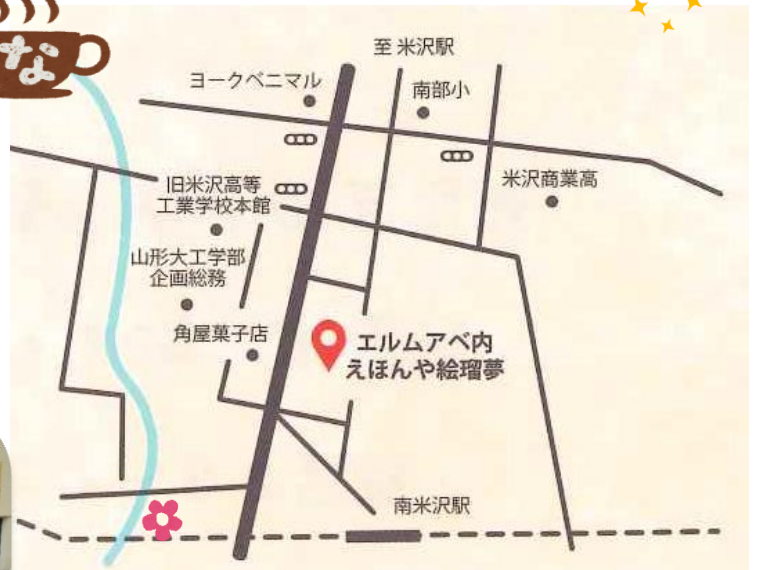 な
至 米沢駅
ヨークベニマル
南部小
米沢商業高
旧米沢高等
工業学校本館
山形大工学部
企画総務
角屋菓子店
エルムアベ内
えほんや絵瑠夢
南米沢駅